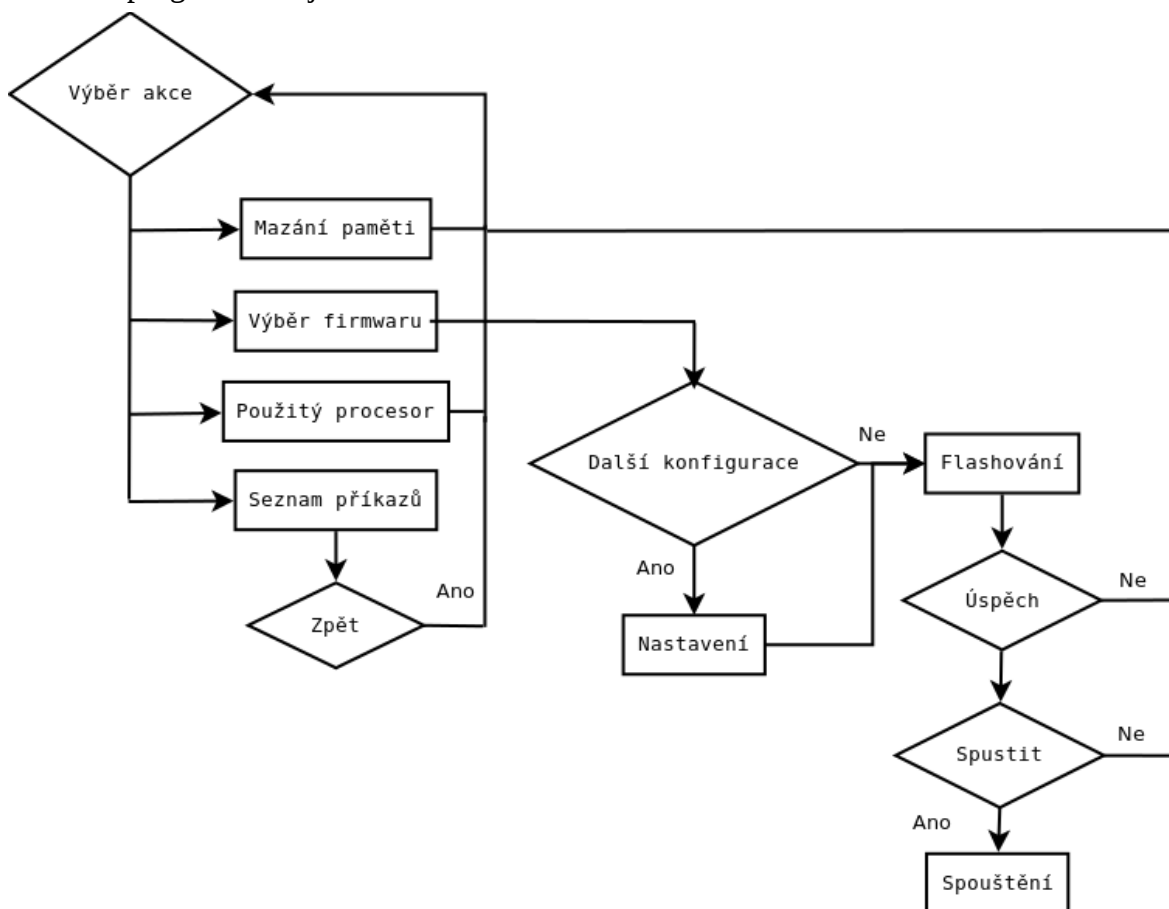 Výběr akce
Mazání paměti
Výběr firmwaru
Použitý procesor
Ne
Další konfigurace
Flashování
Seznam příkazů
Ano
Ano
Ne
Zpět
Úspěch
Nastavení
Ne
Spustit
Ano
Spouštění